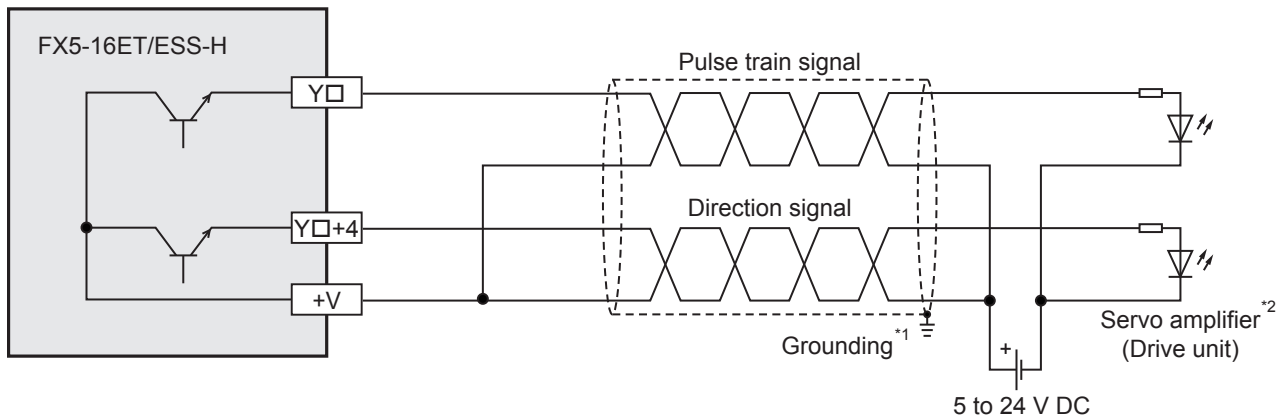 FX5-16ET/ESS-H
Pulse train signal
Y□
Direction signal
Y□+4
+V
Servo amplifier*2
(Drive unit)
Grounding*1
+
5 to 24 V DC